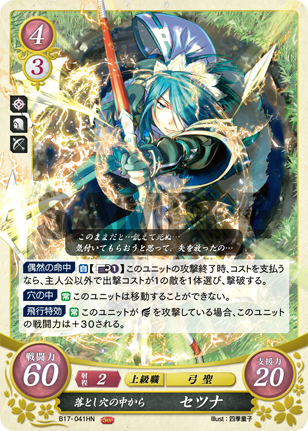 4
3
このままだと…飢えて死ぬ…
気付いてもらおうと思って、矢を放ったの…
偶然の命中 自【1】このユニットの攻撃終了時、コストを支払う
なら、主人公以外で出撃コストが1の敵を1体選び、撃破する。
穴の中 常 このユニットは移動することができない。
飛行特効 常 このユニットが を攻撃している場合、このユニット
の戦闘力は+30される。
戦闘力
60
射程 2 上級職 弓聖
支援力
20
落とし穴の中から セツナ
B17-041HN
Illust:四季童子